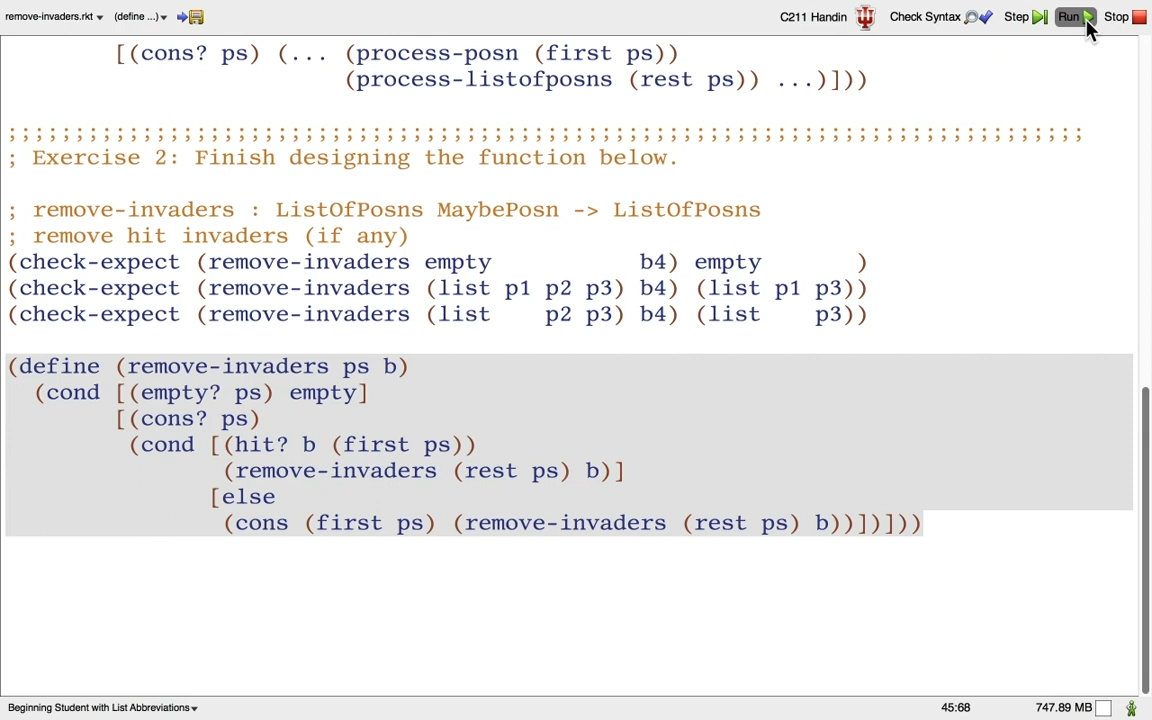 remove-invaders.rkt (define ...) C211 Handin Check Syntax Step Run Stop
[(cons? ps) (... (process-posn (first ps))
(process-listofposns (rest ps)) ...)]))
;;;;;;;;;;;;;;;;;;;;;;;;;;;;;;;;;;;;;;;;;;;;;;;;;;;;;;;;;;;;;;;;;;;;;;;;;;;;;;;;
; Exercise 2: Finish designing the function below.
; remove-invaders : ListOfPosns MaybePosn -> ListOfPosns
; remove hit invaders (if any)
(check-expect (remove-invaders empty           b4) empty       )
(check-expect (remove-invaders (list p1 p2 p3) b4) (list p1 p3))
(check-expect (remove-invaders (list    p2 p3) b4) (list    p3))
(define (remove-invaders ps b)
(cond [(empty? ps) empty]
[(cons? ps)
(cond [(hit? b (first ps))
(remove-invaders (rest ps) b)]
[else
(cons (first ps) (remove-invaders (rest ps) b))])]))
Beginning Student with List Abbreviations 45:68 747.89 MB